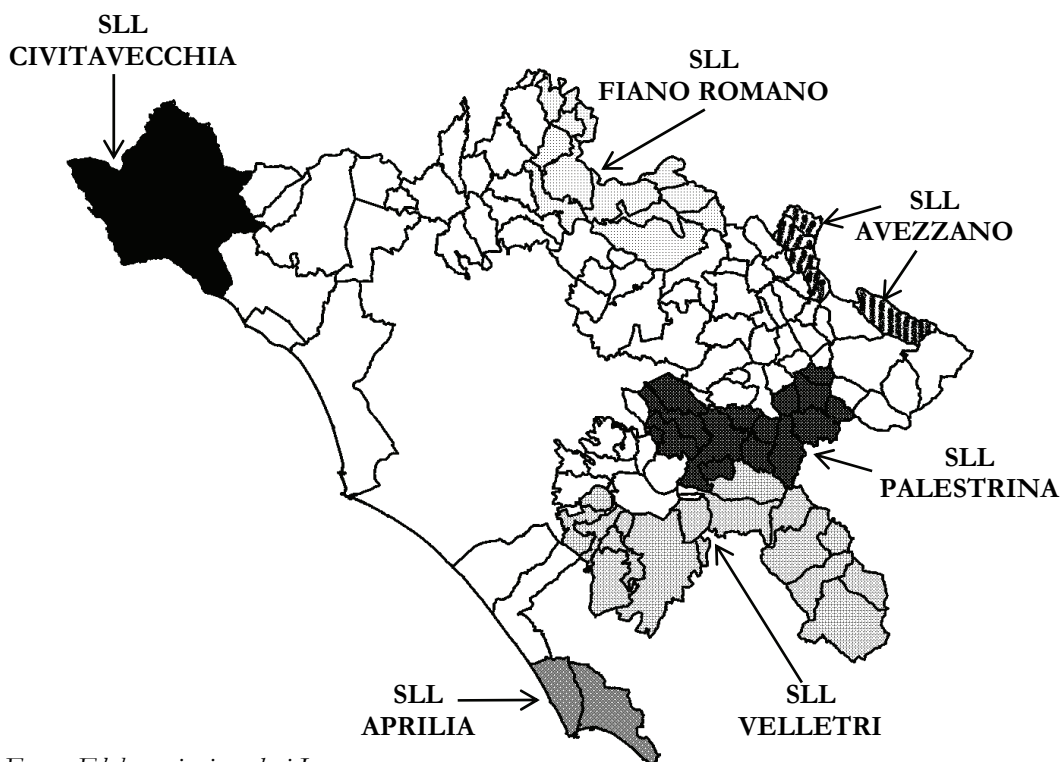 SLL
CIVITAVECCHIA
SLL
FIANO ROMANO
SLL
AVEZZANO
SLL
PALESTRINA
SLL
APRILIA
SLL
VELLETRI